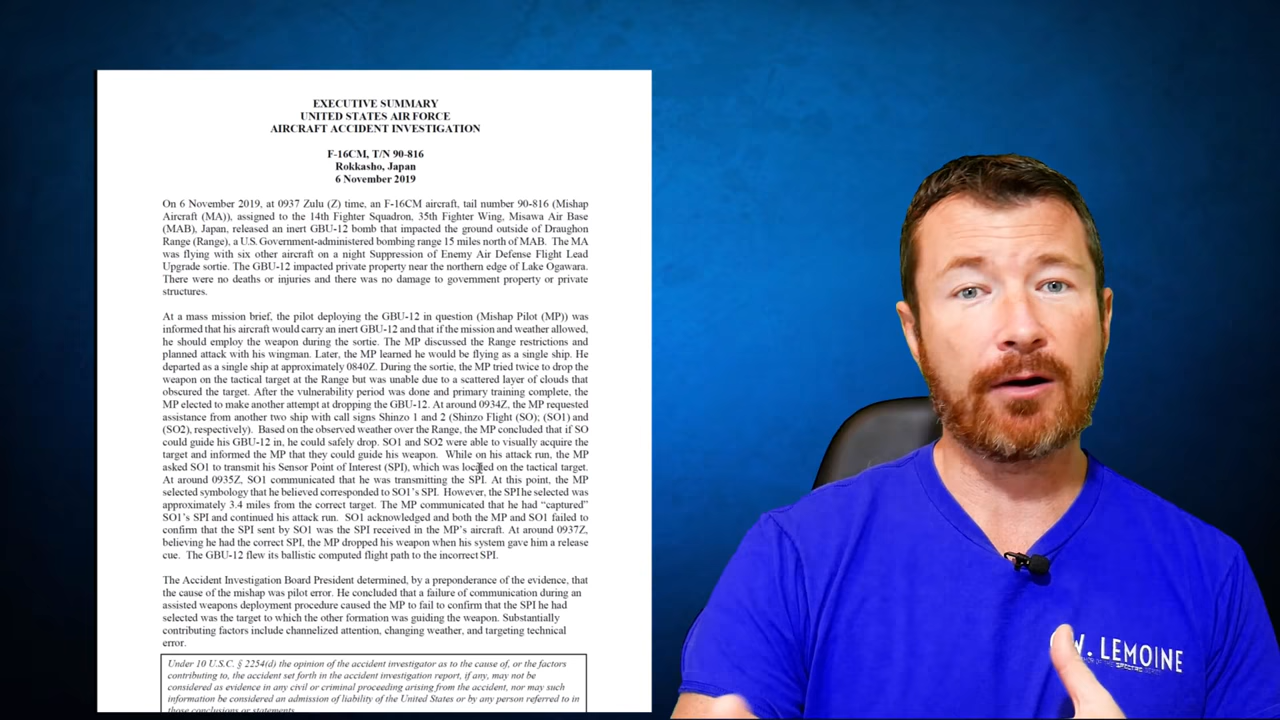 EXECUTIVE SUMMARY
UNITED STATES AIR FORCE
AIRCRAFT ACCIDENT INVESTIGATION
F-16CM, T/N 90-816
Rokkasho, Japan
6 November 2019
On 6 November 2019, at 0937 Zulu (Z) time, an F-16CM aircraft, tail number 90-816 (Mishap
Aircraft (MA)), assigned to the 14th Fighter Squadron, 35th Fighter Wing, Misawa Air Base
(MAB), Japan, released an inert GBU-12 bomb that impacted the ground outside of Draughon
Range (Range), a U.S. Government-administered bombing range 15 miles north of MAB. The MA
was flying with six other aircraft on a night Suppression of Enemy Air Defense Flight Lead
Upgrade sortie. The GBU-12 impacted private property near the northern edge of Lake Ogawara.
There were no deaths or injuries and there was no damage to government property or private
structures.
At a mass mission brief, the pilot deploying the GBU-12 in question (Mishap Pilot (MP)) was
informed that his aircraft would carry an inert GBU-12 and that if the mission and weather allowed,
he should employ the weapon during the sortie. The MP discussed the Range restrictions and
planned attack with his wingman. Later, the MP learned he would be flying as a single ship. He
departed as a single ship at approximately 0840Z. During the sortie, the MP tried twice to drop the
weapon on the tactical target at the Range but was unable due to a scattered layer of clouds that
obscured the target. After the vulnerability period was done and primary training complete, the
MP elected to make another attempt at dropping the GBU-12. At around 0934Z, the MP requested
assistance from another two ship with call signs Shinzo 1 and 2 (Shinzo Flight (SO); (SO1) and
(SO2), respectively). Based on the observed weather over the Range, the MP concluded that if SO
could guide his GBU-12 in, he could safely drop. SO1 and SO2 were able to visually acquire the
target and informed the MP that they could guide his weapon. While on his attack run, the MP
asked SO1 to transmit his Sensor Point of Interest (SPI), which was located on the tactical target.
At around 0935Z, SO1 communicated that he was transmitting the SPI. At this point, the MP
selected symbology that he believed corresponded to SO1's SPI. However, the SPI he selected was
approximately 3.4 miles from the correct target. The MP communicated that he had “captured”
SO1's SPI and continued his attack run. SO1 acknowledged and both the MP and SO1 failed to
confirm that the SPI sent by SO1 was the SPI received in the MP's aircraft. At around 0937Z,
believing he had the correct SPI, the MP dropped his weapon when his system gave him a release
cue. The GBU-12 flew its ballistic computed flight path to the incorrect SPI.
The Accident Investigation Board President determined, by a preponderance of the evidence, that
the cause of the mishap was pilot error. He concluded that a failure of communication during an
assisted weapons deployment procedure caused the MP to fail to confirm that the SPI he had
selected was the target to which the other formation was guiding the weapon. Substantially
contributing factors include channelized attention, changing weather, and targeting technical
error.
Under 10 U.S.C. § 2254(d) the opinion of the accident investigator as to the cause of, or the factors
contributing to, the accident set forth in the accident investigation report, if any, may not be
considered as evidence in any civil or criminal proceeding arising from the accident, nor may such
information be considered an admission of liability of the United States or by any person referred to in
those conclusions or statements.
W. LEMOINE